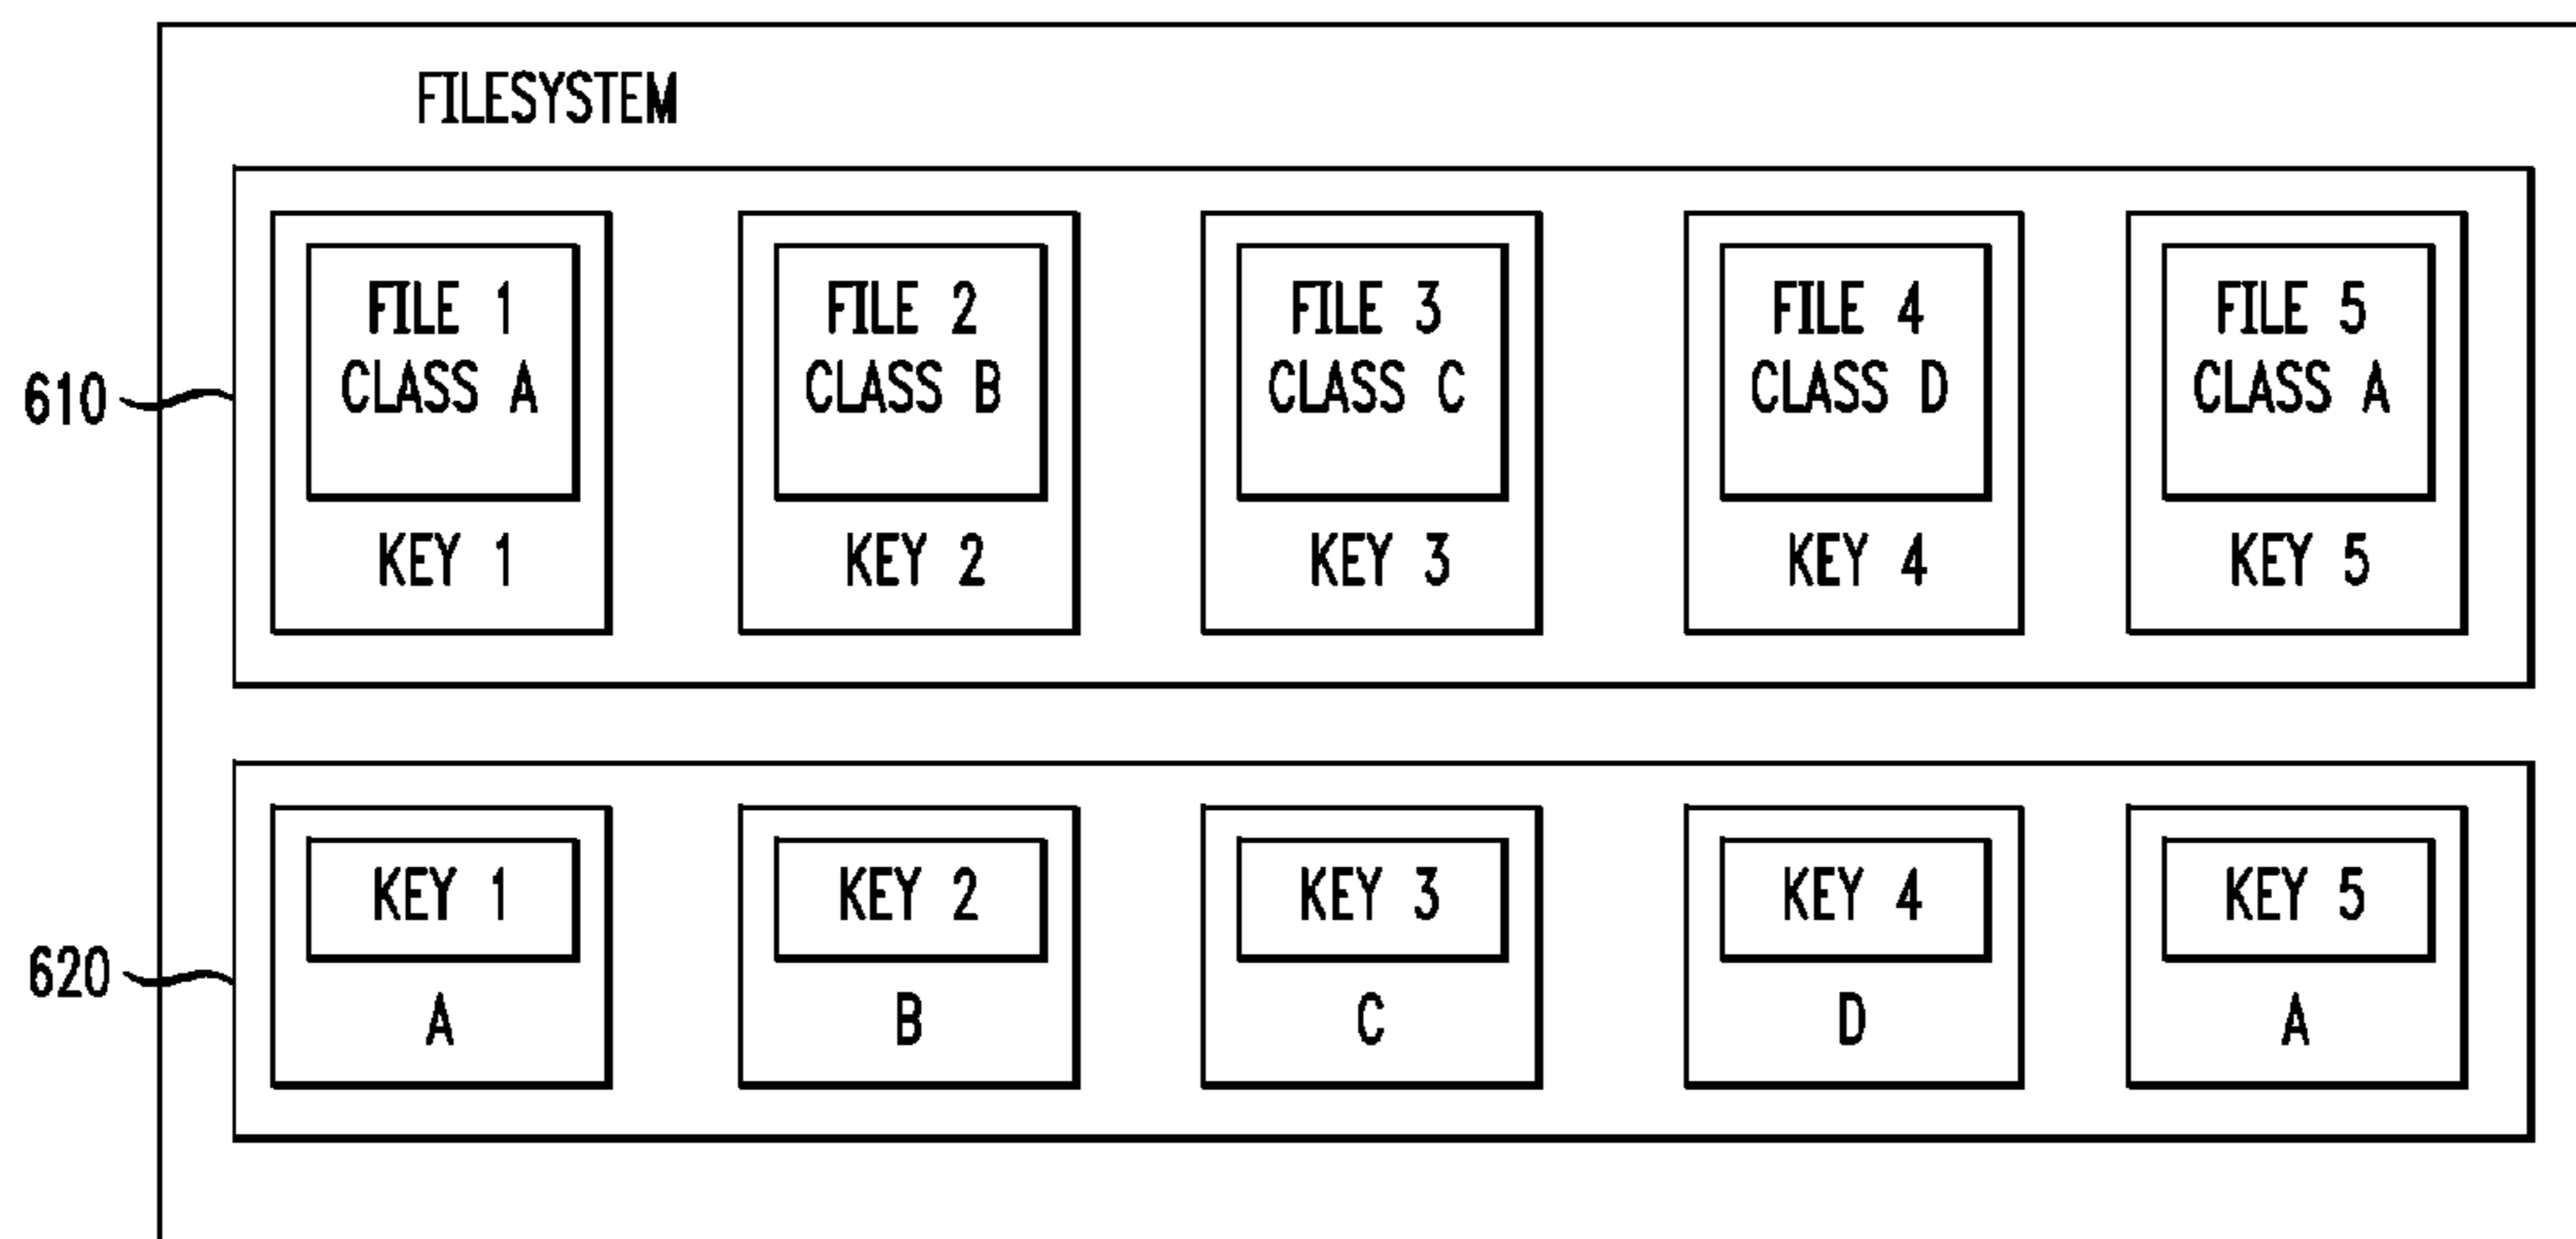 FILESYSTEM
FILE 1
CLASS A
KEY 1
FILE 2
CLASS B
KEY 2
FILE 3
CLASS C
KEY 3
FILE 4
CLASS D
KEY 4
FILE 5
CLASS A
KEY 5
610
KEY 1
A
KEY 2
B
KEY 3
C
KEY 4
D
KEY 5
A
620